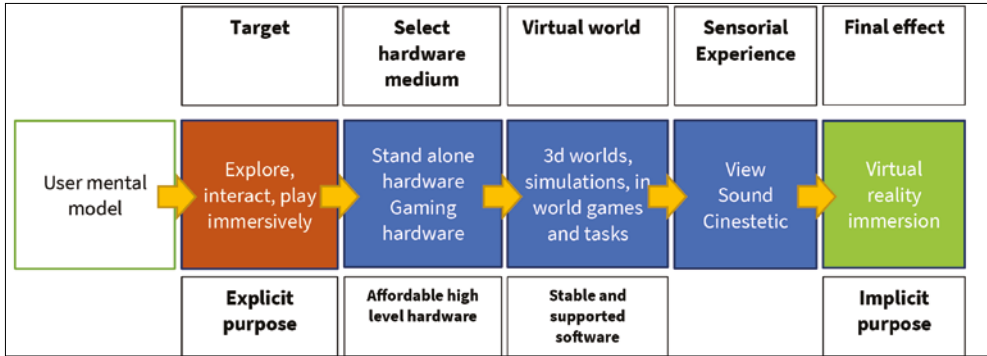 Target
Select
hardware
medium
Virtual world
Sensorial
Experience
Final effect
User mental
model
Explore,
interact, play
immersively
Stand alone
hardware
Gaming
hardware
3d worlds,
simulations, in
world games
and tasks
View
Sound
Cinestetic
Virtual
reality
immersion
Explicit
purpose
Affordable high
level hardware
Stable and
supported
software
Implicit
purpose